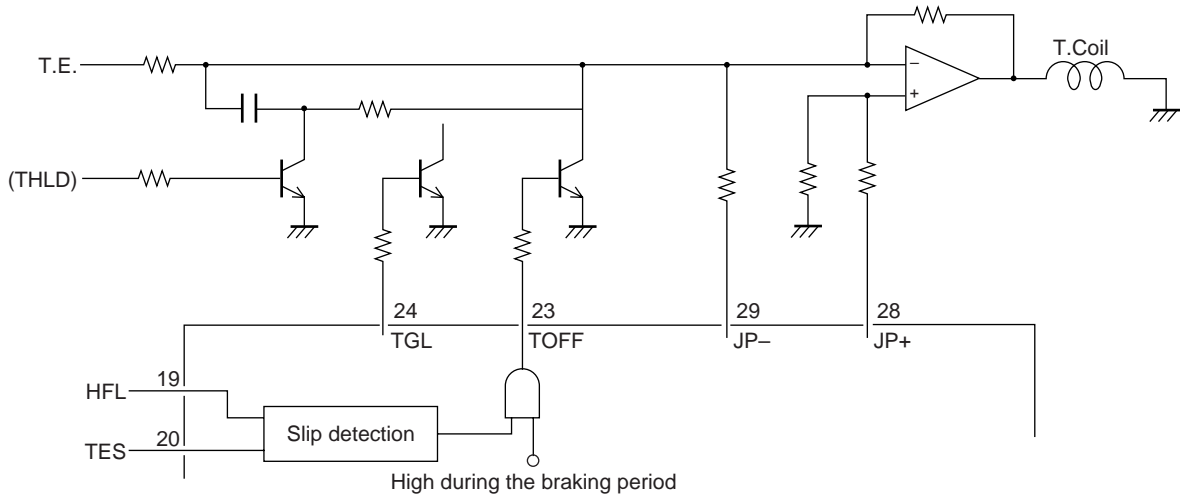 T.E.
T.Coil
−
+
(THLD)
24
23
29
28
TGL
TOFF
JP–
JP+
HFL
19
Slip detection
TES
20
High during the braking period